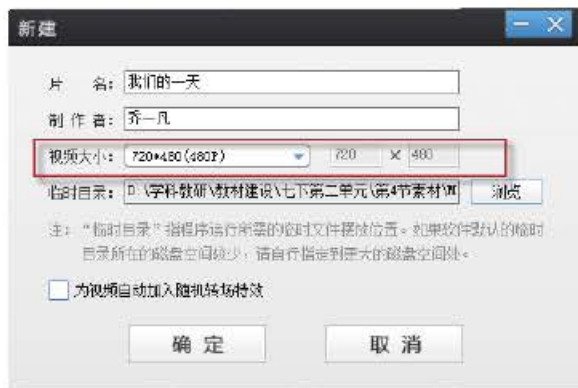 新建
片 名: 我们的一天
制 作 者: 乔一凡
视频大小: 720*480(480P) 720 × 480
临时目录: D:\学科教研\教材建设\七下第二单元\第4节素材\ 浏览
注: “临时目录”指程序运行所需的临时文件摆放位置。如果软件默认的临时
目录所在的磁盘空间较少, 请自行指定到更大的磁盘空间处。
为视频自动加入随机转场特效
确 定 取 消